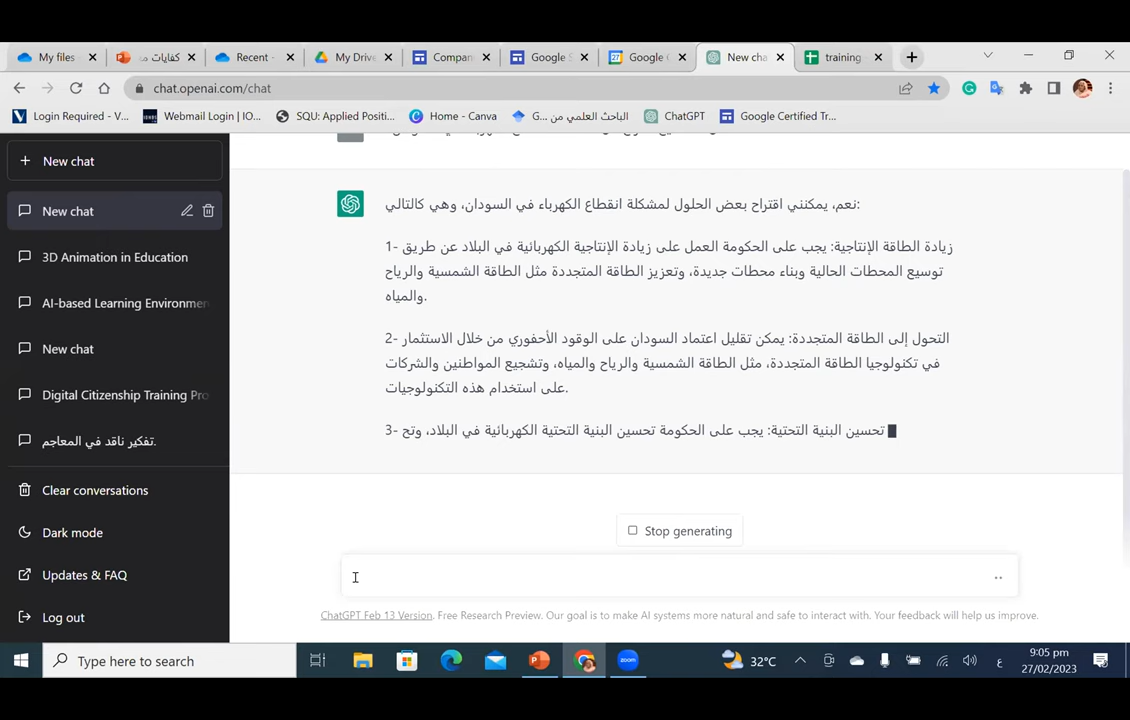 My files
كفايات مـ
Recent -
My Drive
Compan
Google S
Google C
New cha
training
chat.openai.com/chat
Login Required - V...
Webmail Login | IO...
SQU: Applied Positi...
Home - Canva
الباحث العلمي من G...
ChatGPT
Google Certified Tr...
New chat
New chat
3D Animation in Education
AI-based Learning Environmen
New chat
Digital Citizenship Training Pro
تفكير ناقد في المعاجم.
Clear conversations
Dark mode
Updates & FAQ
Log out
نعم، يمكنني اقتراح بعض الحلول لمشكلة انقطاع الكهرباء في السودان، وهي كالتالي:
1- زيادة الطاقة الإنتاجية: يجب على الحكومة العمل على زيادة الإنتاجية الكهربائية في البلاد عن طريق
توسيع المحطات الحالية وبناء محطات جديدة، وتعزيز الطاقة المتجددة مثل الطاقة الشمسية والرياح
والمياه.
2- التحول إلى الطاقة المتجددة: يمكن تقليل اعتماد السودان على الوقود الأحفوري من خلال الاستثمار
في تكنولوجيا الطاقة المتجددة، مثل الطاقة الشمسية والرياح والمياه، وتشجيع المواطنين والشركات
على استخدام هذه التكنولوجيات.
3- تحسين البنية التحتية: يجب على الحكومة تحسين البنية التحتية الكهربائية في البلاد، وتج
Stop generating
ChatGPT Feb 13 Version. Free Research Preview. Our goal is to make AI systems more natural and safe to interact with. Your feedback will help us improve.
Type here to search
32°C
ع
9:05 pm
27/02/2023